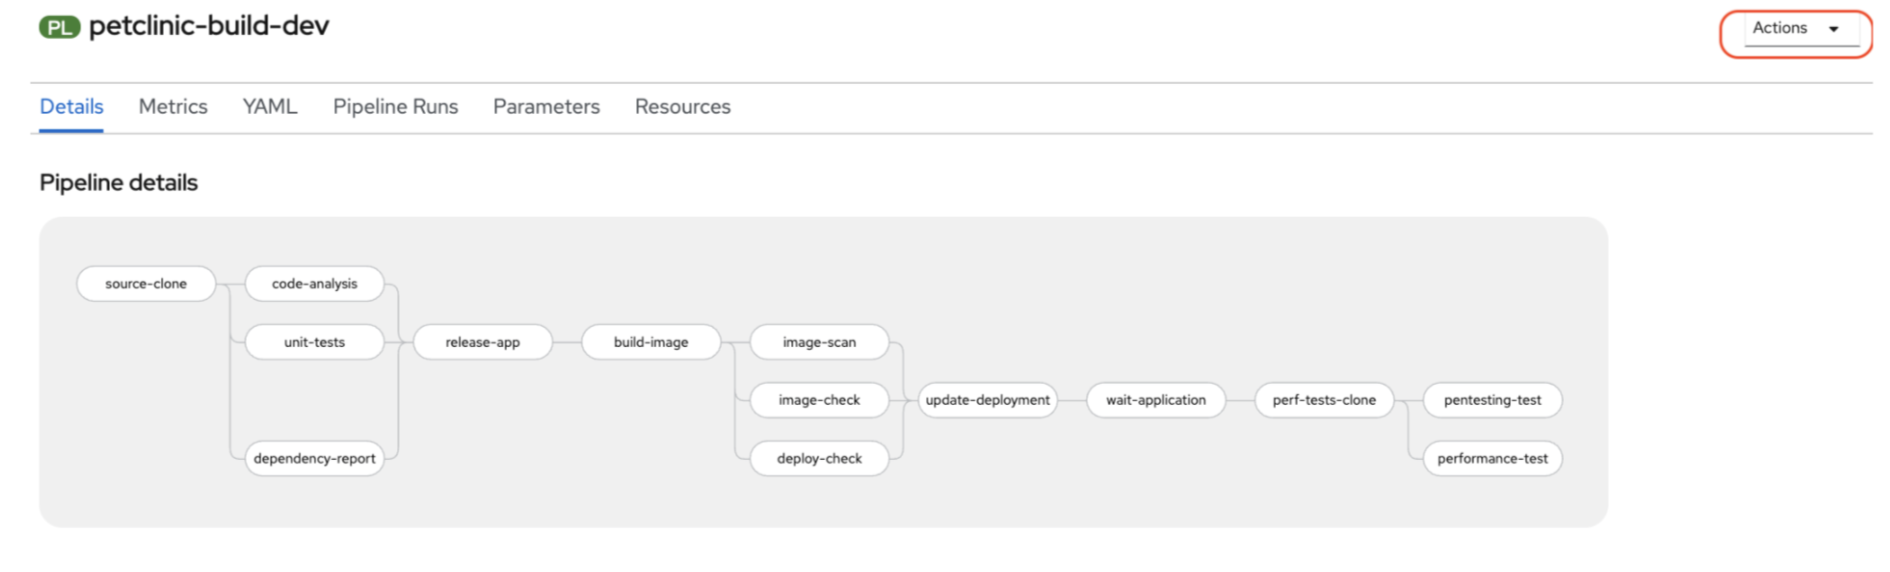 PL petclinic-build-dev
Actions
Details Metrics YAML Pipeline Runs Parameters Resources
Pipeline details
source-clone code-analysis
unit-tests release-app build-image image-scan
image-check update-deployment wait-application perf-tests-clone pentesting-test
dependency-report deploy-check performance-test